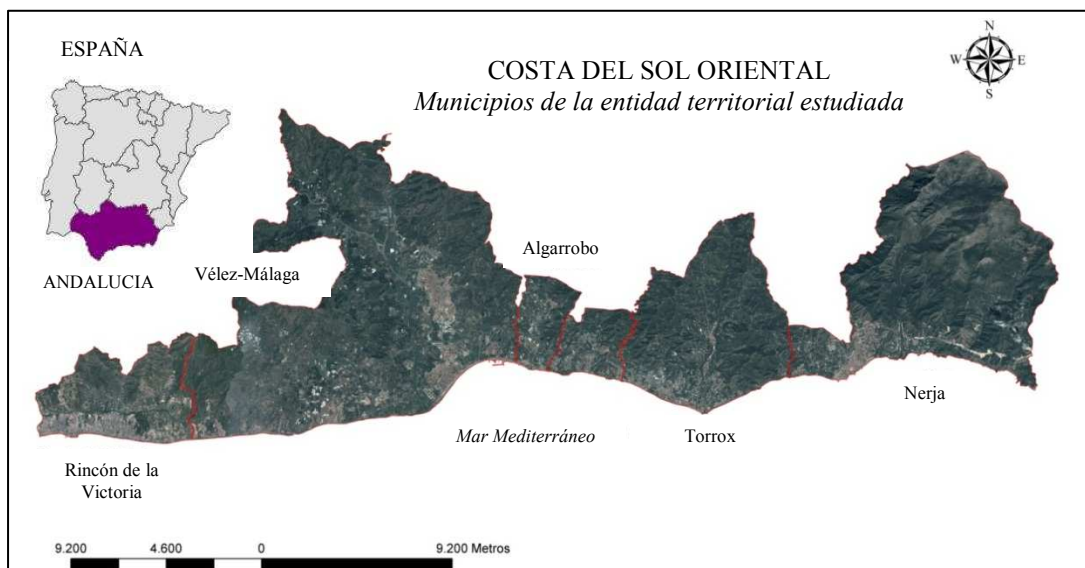 ESPAÑA
COSTA DEL SOL ORIENTAL
Municipios de la entidad territorial estudiada
N
W
E
S
Algarrobo
Vélez-Málaga
ANDALUCIA
Nerja
Mar Mediterráneo
Torrox
Rincón de la
Victoria
9.200 4.600 0 9.200 Metros